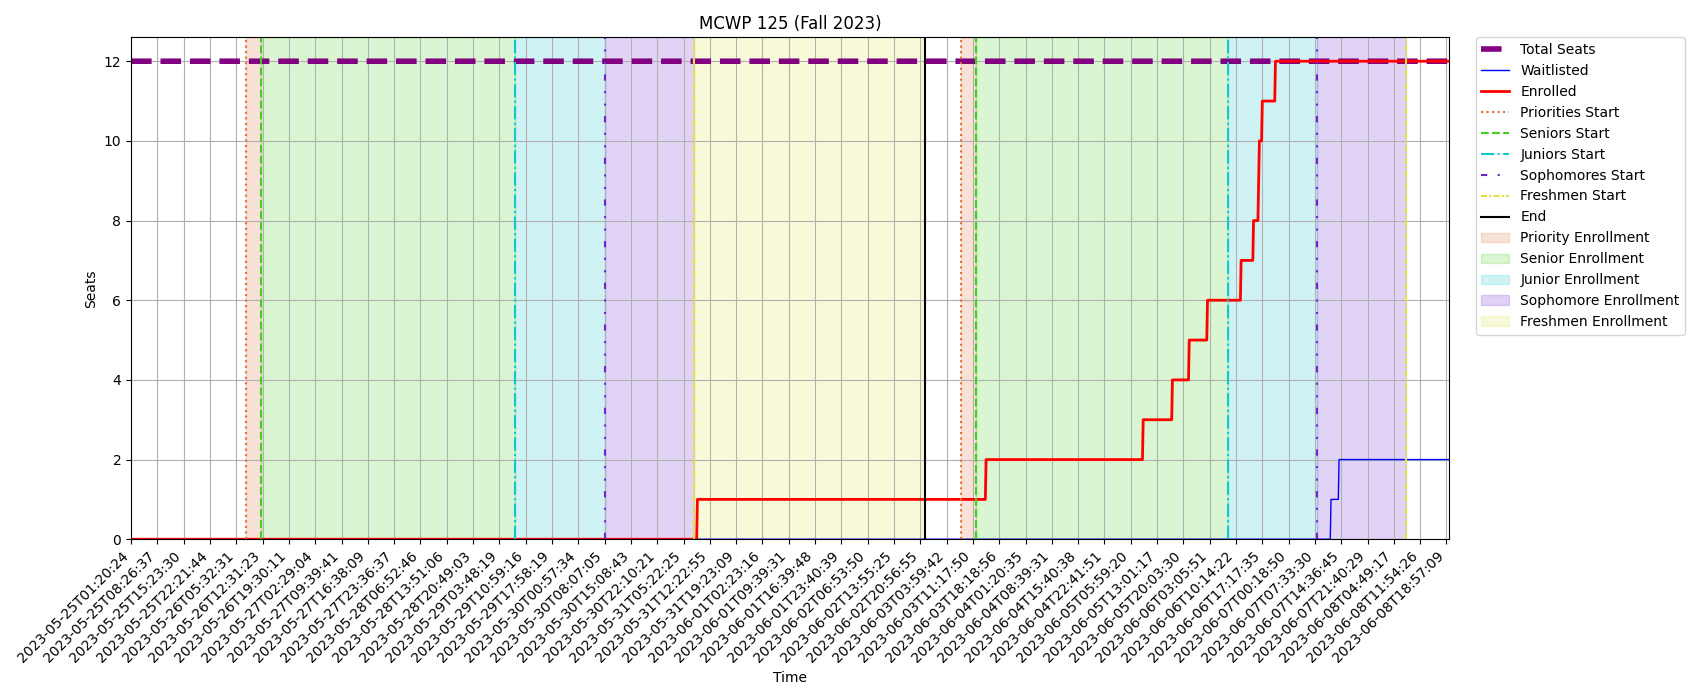 MCWP 125 (Fall 2023)
Seats
12
10
8
6
4
2
0
2023-05-25T01:20:24
2023-05-25T08:26:37
2023-05-25T15:23:30
2023-05-25T22:21:44
2023-05-26T05:32:31
2023-05-26T12:31:23
2023-05-26T19:30:11
2023-05-27T02:29:04
2023-05-27T09:39:41
2023-05-27T16:38:09
2023-05-27T23:36:37
2023-05-28T06:52:46
2023-05-28T13:51:06
2023-05-28T20:49:03
2023-05-29T03:48:19
2023-05-29T10:59:16
2023-05-29T17:58:19
2023-05-30T00:57:34
2023-05-30T08:07:05
2023-05-30T15:08:43
2023-05-30T22:10:21
2023-05-31T05:22:25
2023-05-31T12:22:55
2023-05-31T19:23:09
2023-06-01T02:23:16
2023-06-01T09:39:31
2023-06-01T16:39:48
2023-06-01T23:40:39
2023-06-02T06:53:50
2023-06-02T13:55:25
2023-06-02T20:56:55
2023-06-03T03:59:42
2023-06-03T11:17:50
2023-06-03T18:18:56
2023-06-04T01:20:35
2023-06-04T08:39:31
2023-06-04T15:40:38
2023-06-04T22:41:51
2023-06-05T05:59:20
2023-06-05T13:01:17
2023-06-05T20:03:30
2023-06-06T03:05:51
2023-06-06T10:14:22
2023-06-06T17:17:35
2023-06-07T00:18:50
2023-06-07T07:33:30
2023-06-07T14:36:45
2023-06-07T21:40:29
2023-06-08T04:49:17
2023-06-08T11:54:26
2023-06-08T18:57:09
Time
Total Seats
Waitlisted
Enrolled
Priorities Start
Seniors Start
Juniors Start
Sophomores Start
Freshmen Start
End
Priority Enrollment
Senior Enrollment
Junior Enrollment
Sophomore Enrollment
Freshmen Enrollment